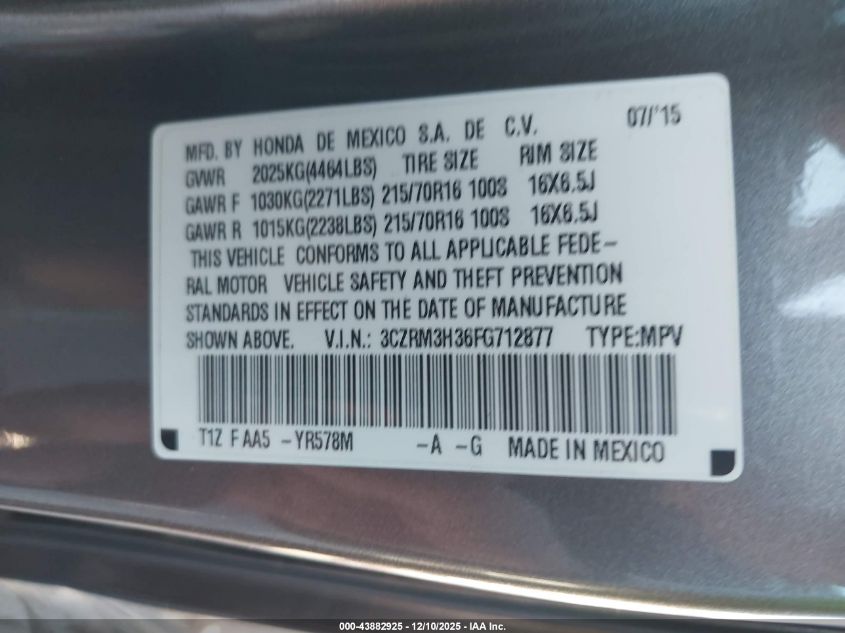 07/'15
MFD. BY HONDA DE MEXICO S.A. DE C.V.
GVWR 2025KG(4464LBS) TIRE SIZE RIM SIZE
GAWR F 1030KG(2271LBS) 215/70R16 100S 16X6.5J
GAWR R 1015KG(2238LBS) 215/70R16 100S 16X6.5J
THIS VEHICLE CONFORMS TO ALL APPLICABLE FEDE-
RAL MOTOR VEHICLE SAFETY AND THEFT PREVENTION
STANDARDS IN EFFECT ON THE DATE OF MANUFACTURE
SHOWN ABOVE. V.I.N.: 3CZRM3H36FG712877 TYPE:MPV
T1Z F AA5 -YR578M -A -G MADE IN MEXICO
000-43882925 - 12/10/2025 - IAA Inc.